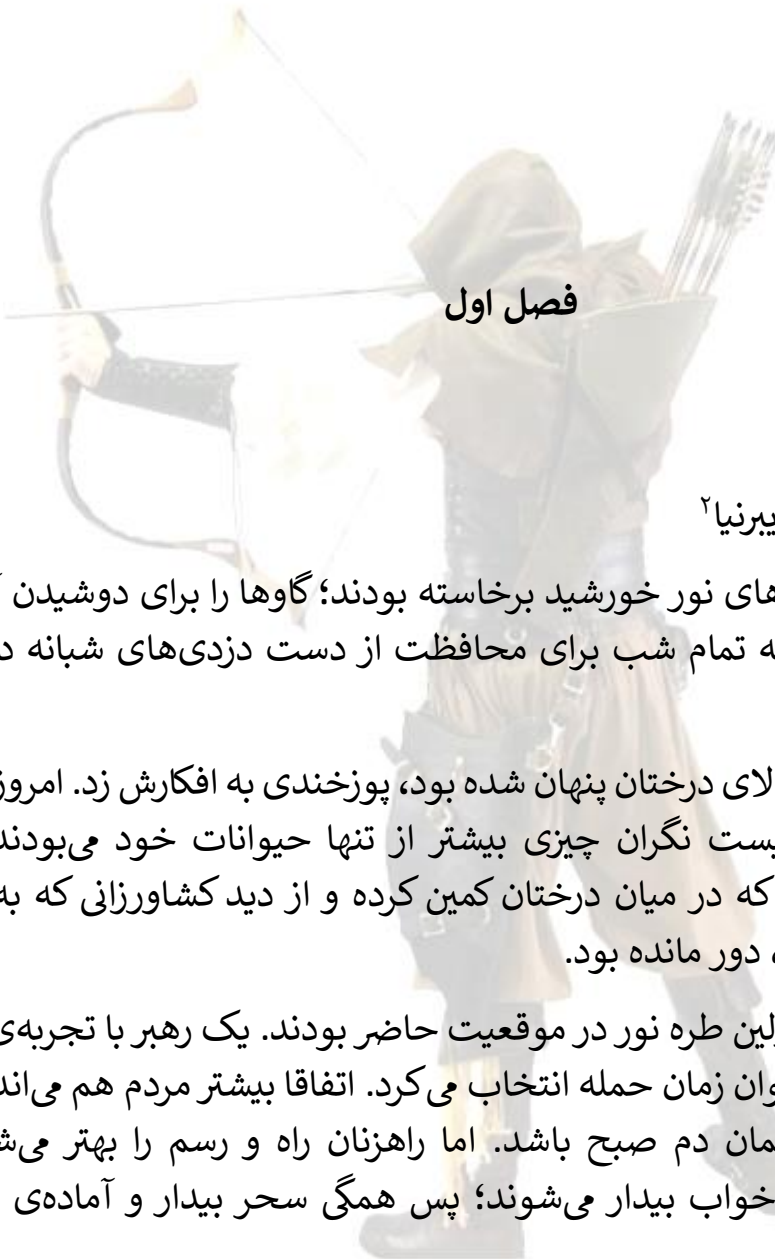 فصل اول
یبرنیا۲
های نور خورشید برخاسته بودند؛ گاوها را برای دوشیدن
ه تمام شب برای محافظت از دست دزدی‌های شبانه د
لای درختان پنهان شده بود، پوزخندی به افکارش زد. امروز
یست نگران چیزی بیشتر از تنها حیوانات خود می‌بودند
که در میان درختان کمین کرده و از دید کشاورزانی که به
، دور مانده بود.
لین طره نور در موقعیت حاضر بودند. یک رهبر با تجربه‌ی
وان زمان حمله انتخاب می‌کرد. اتفاقا بیشتر مردم هم می‌اند
مان دم صبح باشد. اما راهزنان راه و رسم را بهتر می‌ش
خواب بیدار می‌شوند؛ پس همگی سحر بیدار و آماده‌ی